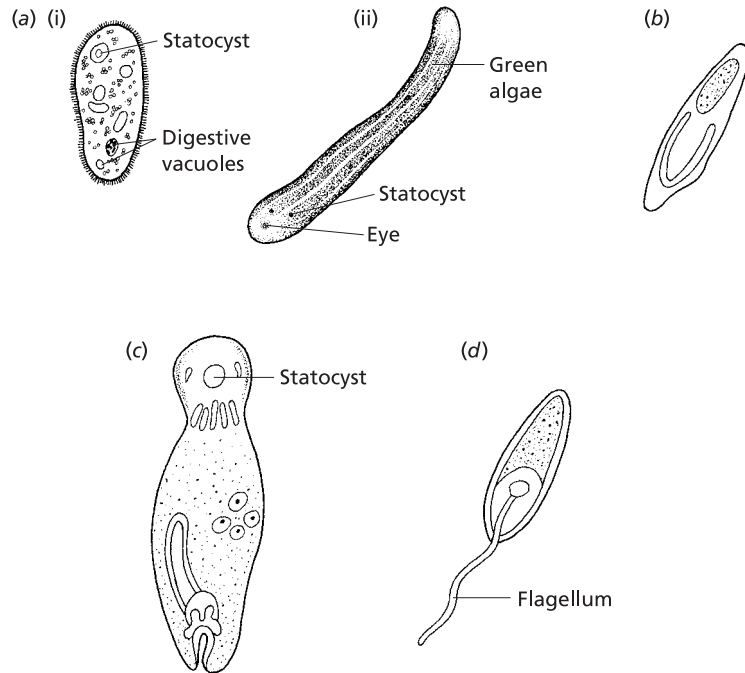 (a) (i)
Statocyst
Digestive
vacuoles
(ii)
Green
algae
Statocyst
Eye
(b)
(c)
Statocyst
(d)
Flagellum